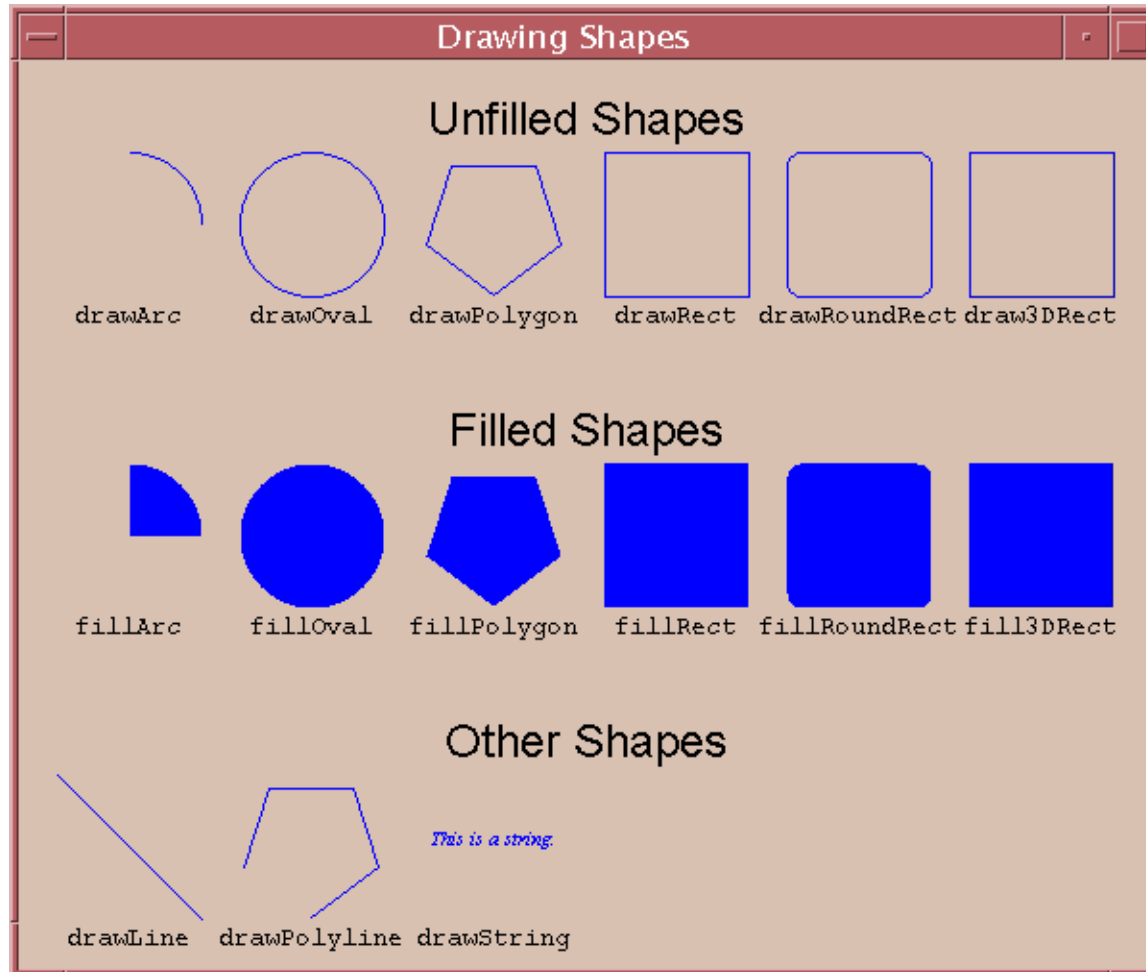 Drawing Shapes
Unfilled Shapes
drawArc drawOval drawPolygon drawRect drawRoundRect draw3DRect
Filled Shapes
fillArc fillOval fillPolygon fillRect fillRoundRect fill3DRect
Other Shapes
This is a string.
drawLine drawPolyline drawString